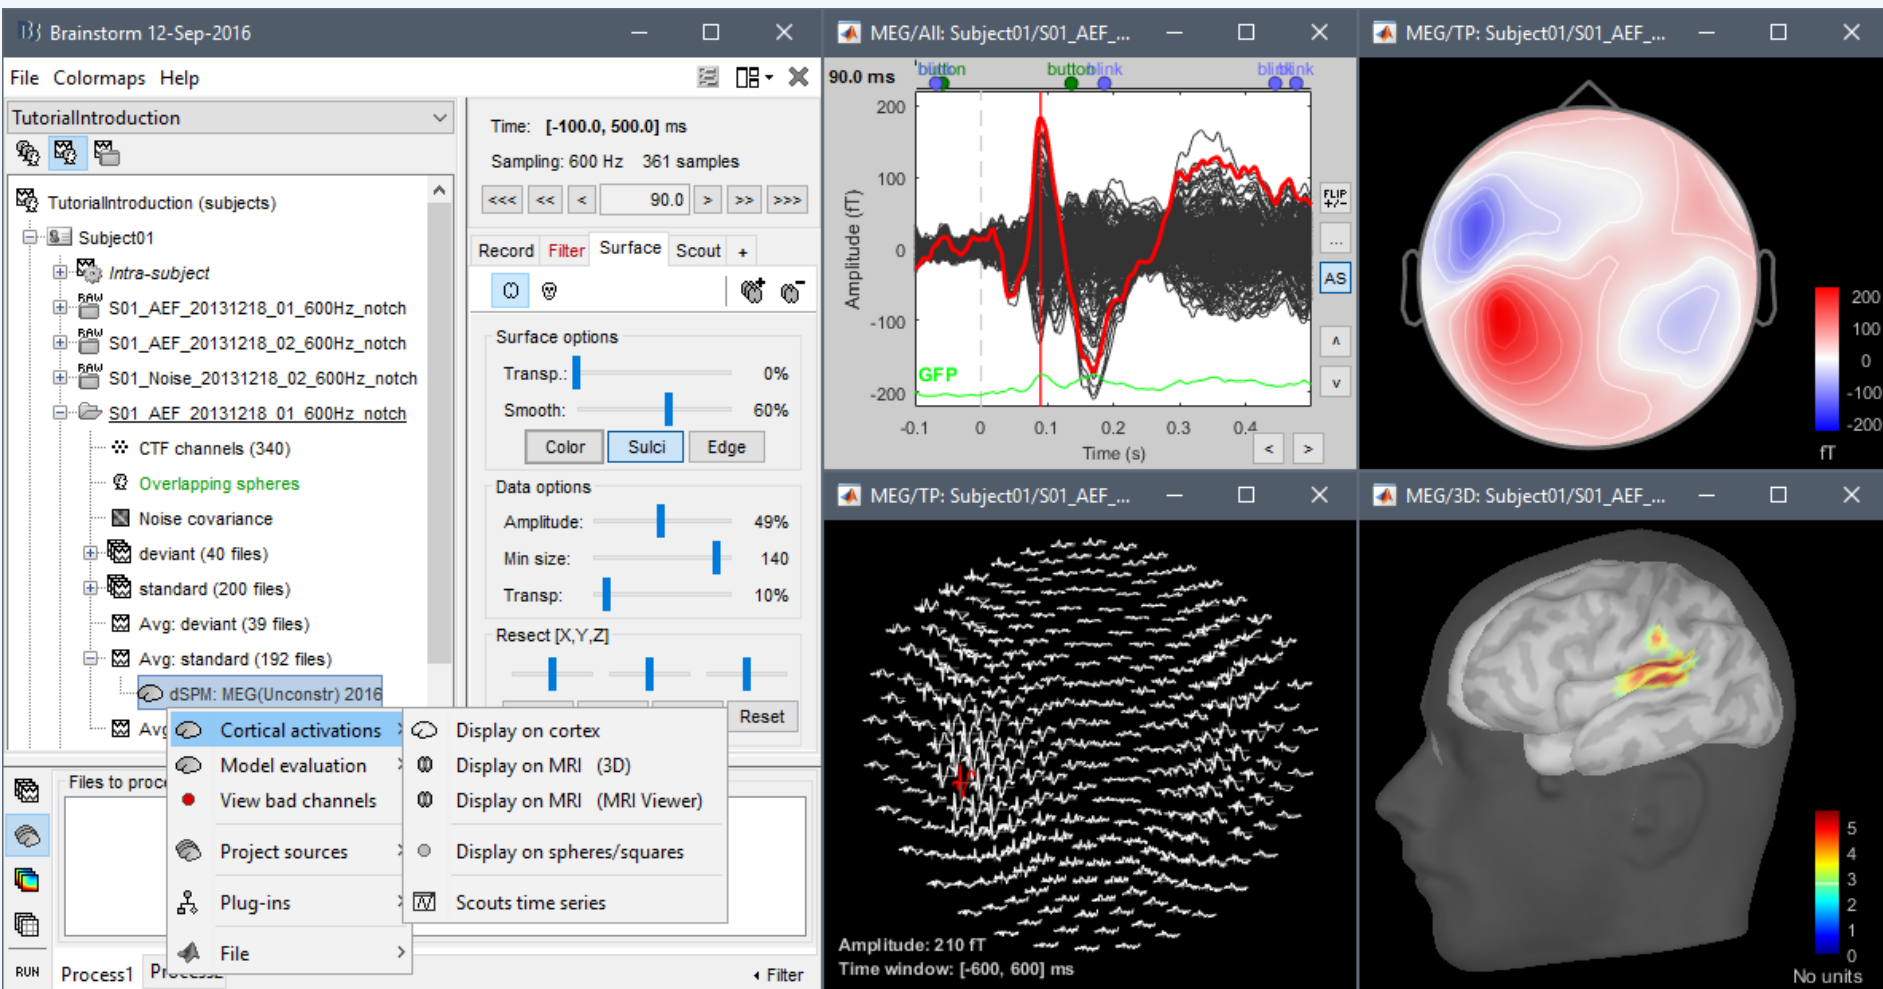 Brainstorm 12-Sep-2016
File Colormaps Help
TutorialIntroduction
TutorialIntroduction (subjects)
Subject01
Intra-subject
RAW
S01_AEF_20131218_01_600Hz_notch
RAW
S01_AEF_20131218_02_600Hz_notch
RAW
S01_Noise_20131218_02_600Hz_notch
S01_AEF_20131218_01_600Hz_notch
CTF channels (340)
Overlapping spheres
Noise covariance
deviant (40 files)
standard (200 files)
Avg: deviant (39 files)
Avg: standard (192 files)
dSPM: MEG(Unconstr) 2016
Avg
Time: [-100.0, 500.0] ms
Sampling: 600 Hz 361 samples
<<< << < 90.0 > >> >>>
Record Filter Surface Scout +
Surface options
Transp.: 0%
Smooth: 60%
Color Sulci Edge
Data options
Amplitude: 49%
Min size: 140
Transp: 10%
Resect [X,Y,Z]
Reset
Cortical activations >
Model evaluation >
View bad channels
Project sources >
Plug-ins >
File >
Display on cortex
Display on MRI (3D)
Display on MRI (MRI Viewer)
Display on spheres/squares
Scouts time series
Files to proce
RUN
Process1
Filter
MEG/All: Subject01/S01_AEF_...
90.0 ms
button button blink
200
100
0
-100
-200
Amplitude (fT)
GFP
-0.1 0 0.1 0.2 0.3 0.4
Time (s)
FLIP
+/-
...
AS
< >
MEG/TP: Subject01/S01_AEF_...
200
100
0
-100
-200
fT
MEG/TP: Subject01/S01_AEF_...
Amplitude: 210 fT
Time window: [-600, 600] ms
MEG/3D: Subject01/S01_AEF_...
5
4
3
2
1
0
No units